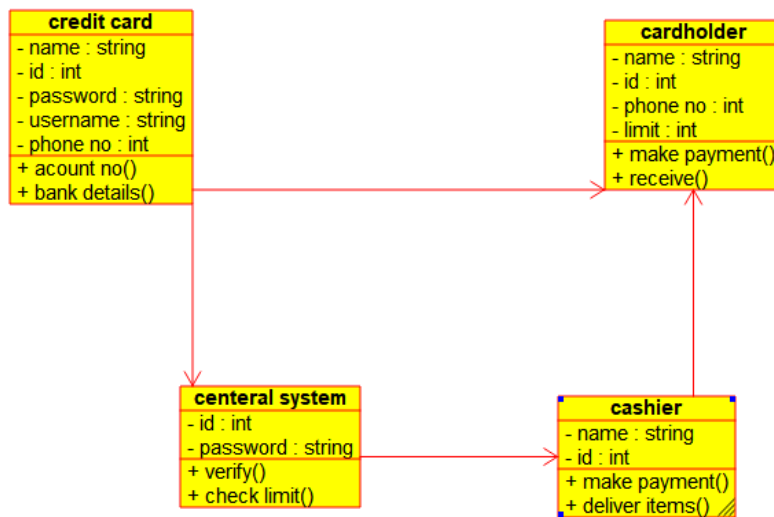 credit card
- name : string
- id : int
- password : string
- username : string
- phone no : int
+ acount no()
+ bank details()
cardholder
- name : string
- id : int
- phone no : int
- limit : int
+ make payment()
+ receive()
centeral system
- id : int
- password : string
+ verify()
+ check limit()
cashier
- name : string
- id : int
+ make payment()
+ deliver items()